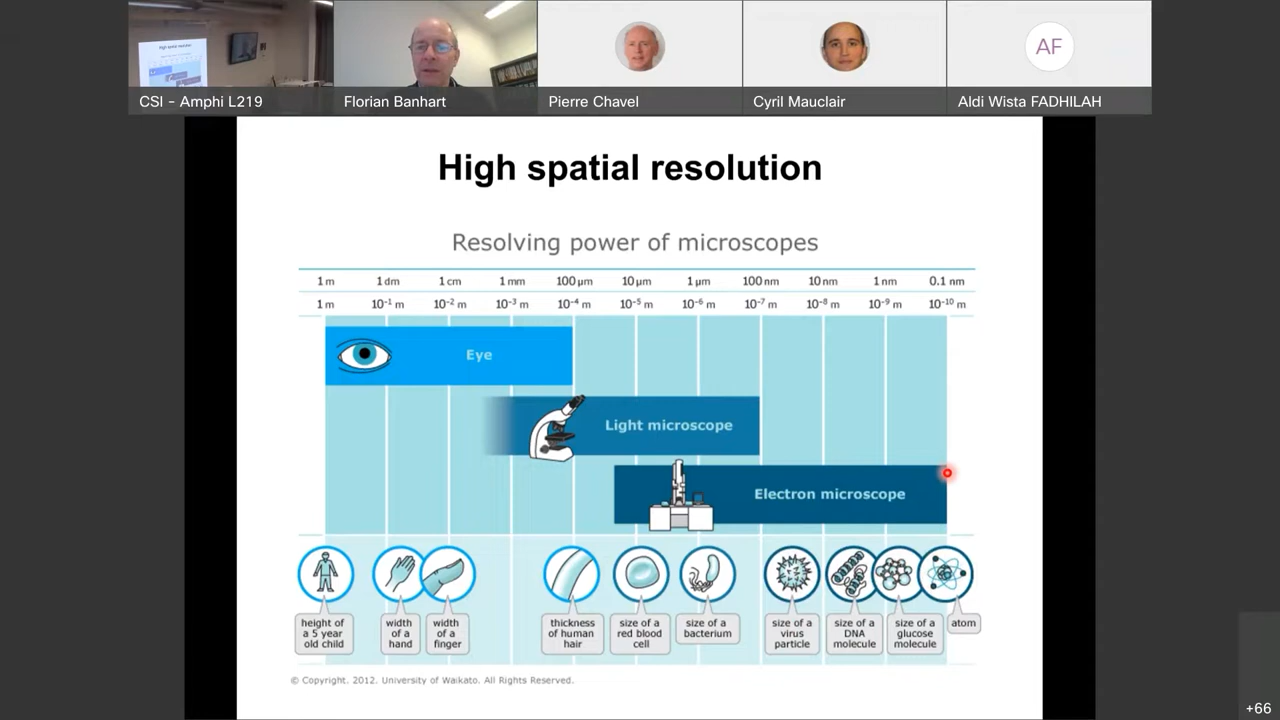 CSI - Amphi L219
Florian Banhart
Pierre Chavel
Cyril Mauclair
AF
Aldi Wista FADHILAH
High spatial resolution
Resolving power of microscopes
1 m 1 dm 1 cm 1 mm 100 µm 10 µm 1 µm 100 nm 10 nm 1 nm 0.1 nm
1 m 10⁻¹ m 10⁻² m 10⁻³ m 10⁻⁴ m 10⁻⁵ m 10⁻⁶ m 10⁻⁷ m 10⁻⁸ m 10⁻⁹ m 10⁻¹⁰ m
Eye
Light microscope
Electron microscope
height of
a 5 year
old child
width
of a
hand
width
of a
finger
thickness
of human
hair
size of a
red blood
cell
size of a
bacterium
size of a
virus
particle
size of a
DNA
molecule
size of a
glucose
molecule
atom
© Copyright. 2012. University of Waikato. All Rights Reserved.
+66